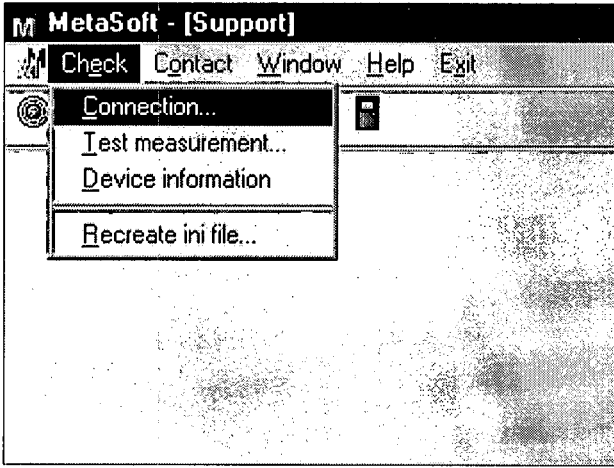 MetaSoft - [Support]
Check Contact Window Help Exit
Connection...
Test measurement...
Device information
Recreate ini file...